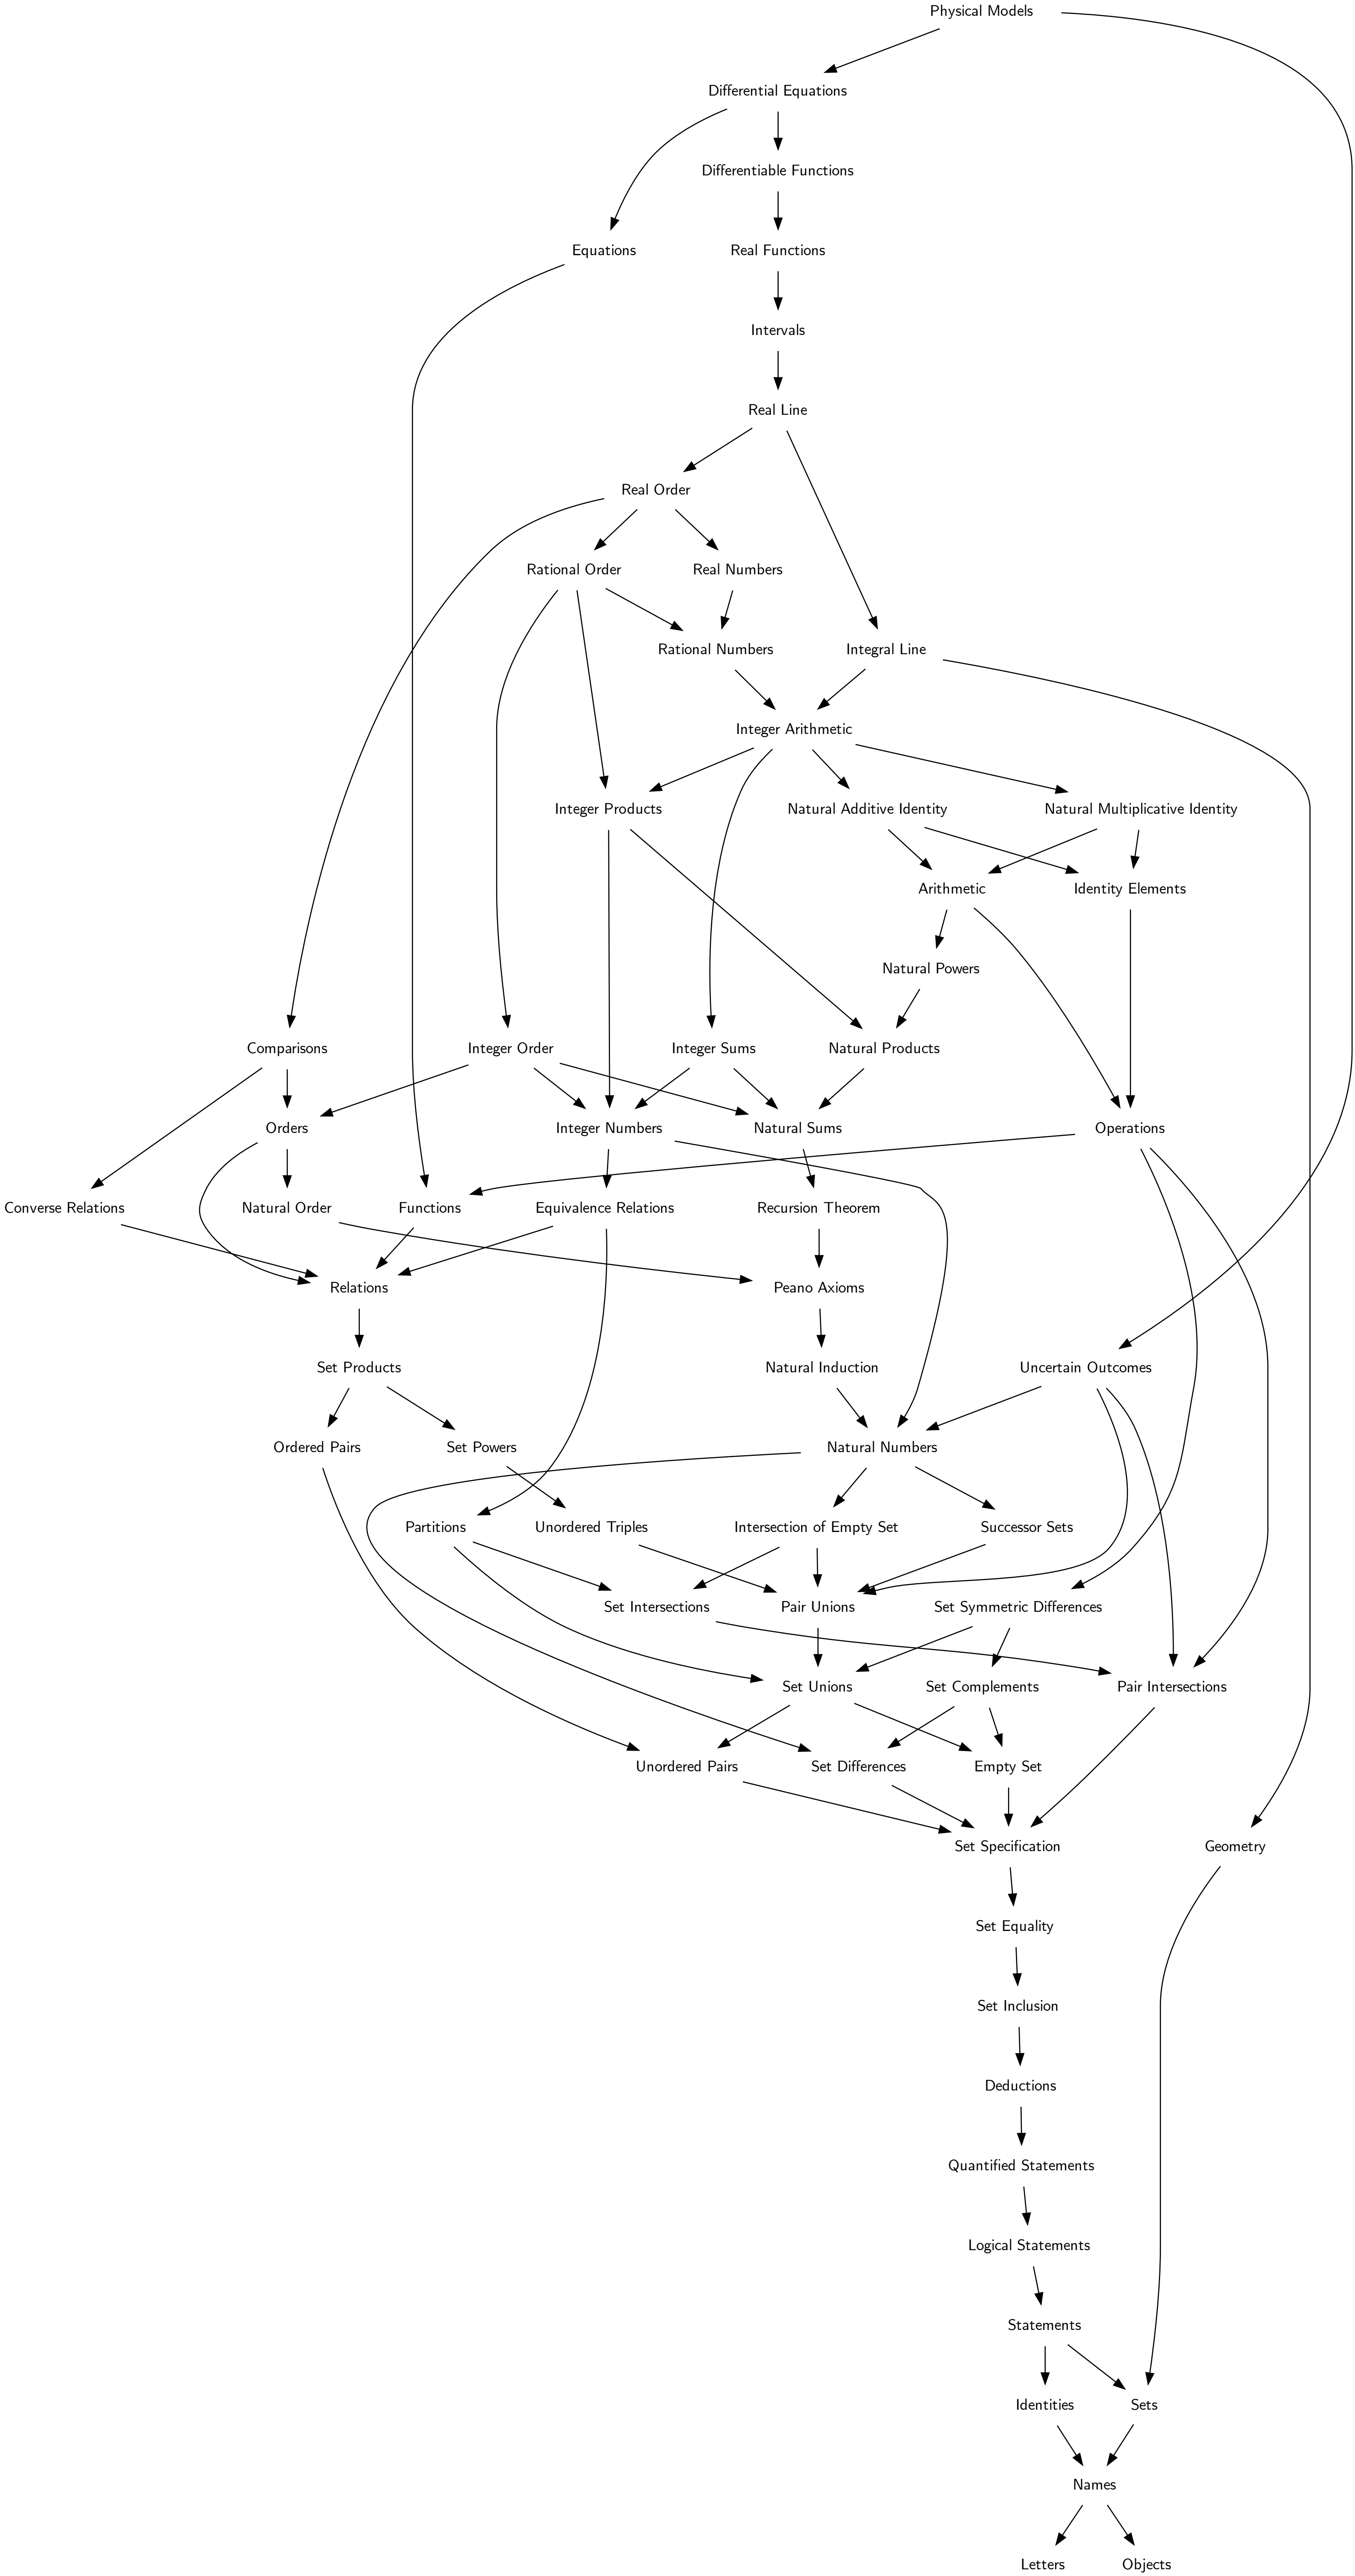 Physical Models
Differential Equations
Differentiable Functions
Equations
Real Functions
Intervals
Real Line
Real Order
Rational Order
Real Numbers
Rational Numbers
Integral Line
Integer Arithmetic
Integer Products
Natural Additive Identity
Natural Multiplicative Identity
Arithmetic
Identity Elements
Natural Powers
Comparisons
Integer Order
Integer Sums
Natural Products
Orders
Integer Numbers
Natural Sums
Operations
Converse Relations
Natural Order
Functions
Equivalence Relations
Recursion Theorem
Relations
Peano Axioms
Set Products
Natural Induction
Uncertain Outcomes
Ordered Pairs
Set Powers
Natural Numbers
Partitions
Unordered Triples
Intersection of Empty Set
Successor Sets
Set Intersections
Pair Unions
Set Symmetric Differences
Set Unions
Set Complements
Pair Intersections
Unordered Pairs
Set Differences
Empty Set
Set Specification
Geometry
Set Equality
Set Inclusion
Deductions
Quantified Statements
Logical Statements
Statements
Identities
Sets
Names
Letters
Objects